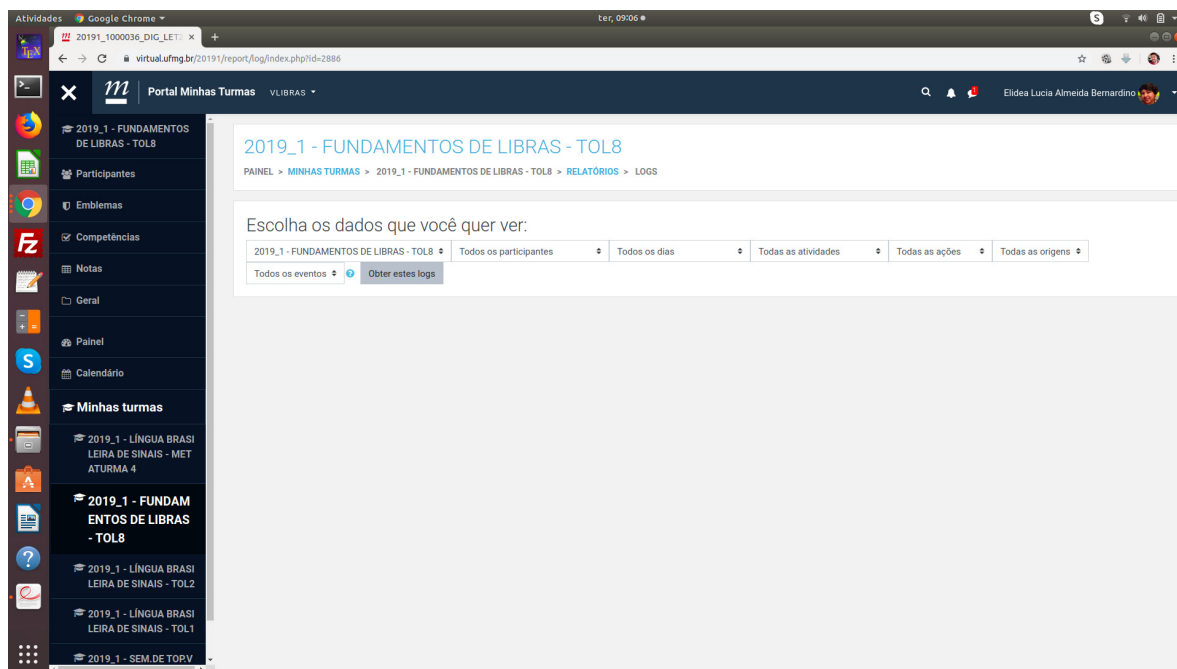 Atividades Google Chrome ▾ ter, 09:06 S
20191_1000036_DIG_LET2 × +
virtual.ufmg.br/20191/report/log/index.php?id=2886
m Portal Minhas Turmas VLIBRAS Elidea Lucia Almeida Bernardino
2019_1 - FUNDAMENTOS
DE LIBRAS - TOL8
Participantes
Emblemas
Competências
Notas
Geral
Painel
Calendário
Minhas turmas
2019_1 - LÍNGUA BRASI
LEIRA DE SINAIS - MET
ATURMA 4
2019_1 - FUNDAM
ENTOS DE LIBRAS
- TOL8
2019_1 - LÍNGUA BRASI
LEIRA DE SINAIS - TOL2
2019_1 - LÍNGUA BRASI
LEIRA DE SINAIS - TOL1
2019_1 - SEM.DE TOP.V
2019_1 - FUNDAMENTOS DE LIBRAS - TOL8
PAINEL > MINHAS TURMAS > 2019_1 - FUNDAMENTOS DE LIBRAS - TOL8 > RELATÓRIOS > LOGS
Escolha os dados que você quer ver:
2019_1 - FUNDAMENTOS DE LIBRAS - TOL8 Todos os participantes Todos os dias Todas as atividades Todas as ações Todas as origens
Todos os eventos Obter estes logs
TEX
Fz
S
A